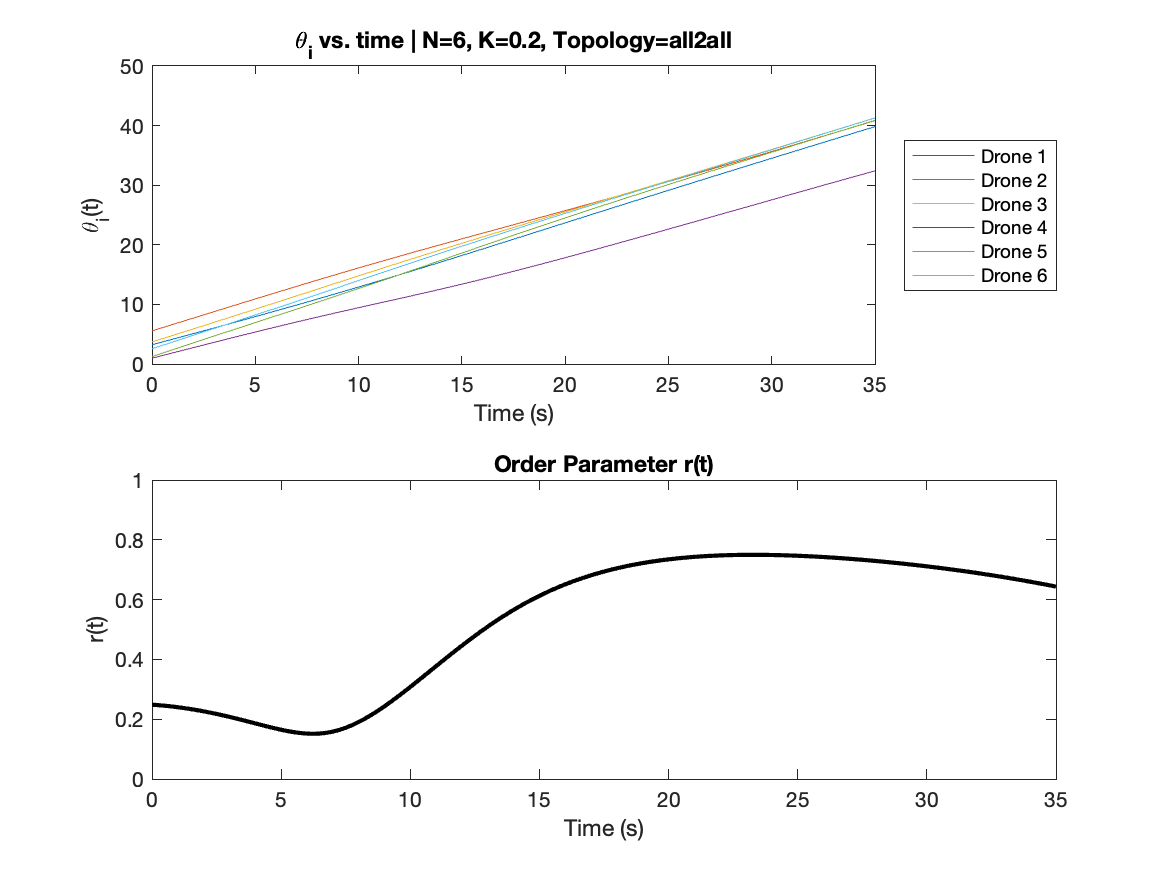 θi vs. time | N=6, K=0.2, Topology=all2all
50
40
30
20
10
0
θi(t)
0 5 10 15 20 25 30 35
Time (s)
Drone 1
Drone 2
Drone 3
Drone 4
Drone 5
Drone 6
Order Parameter r(t)
1
0.8
0.6
0.4
0.2
0
r(t)
0 5 10 15 20 25 30 35
Time (s)